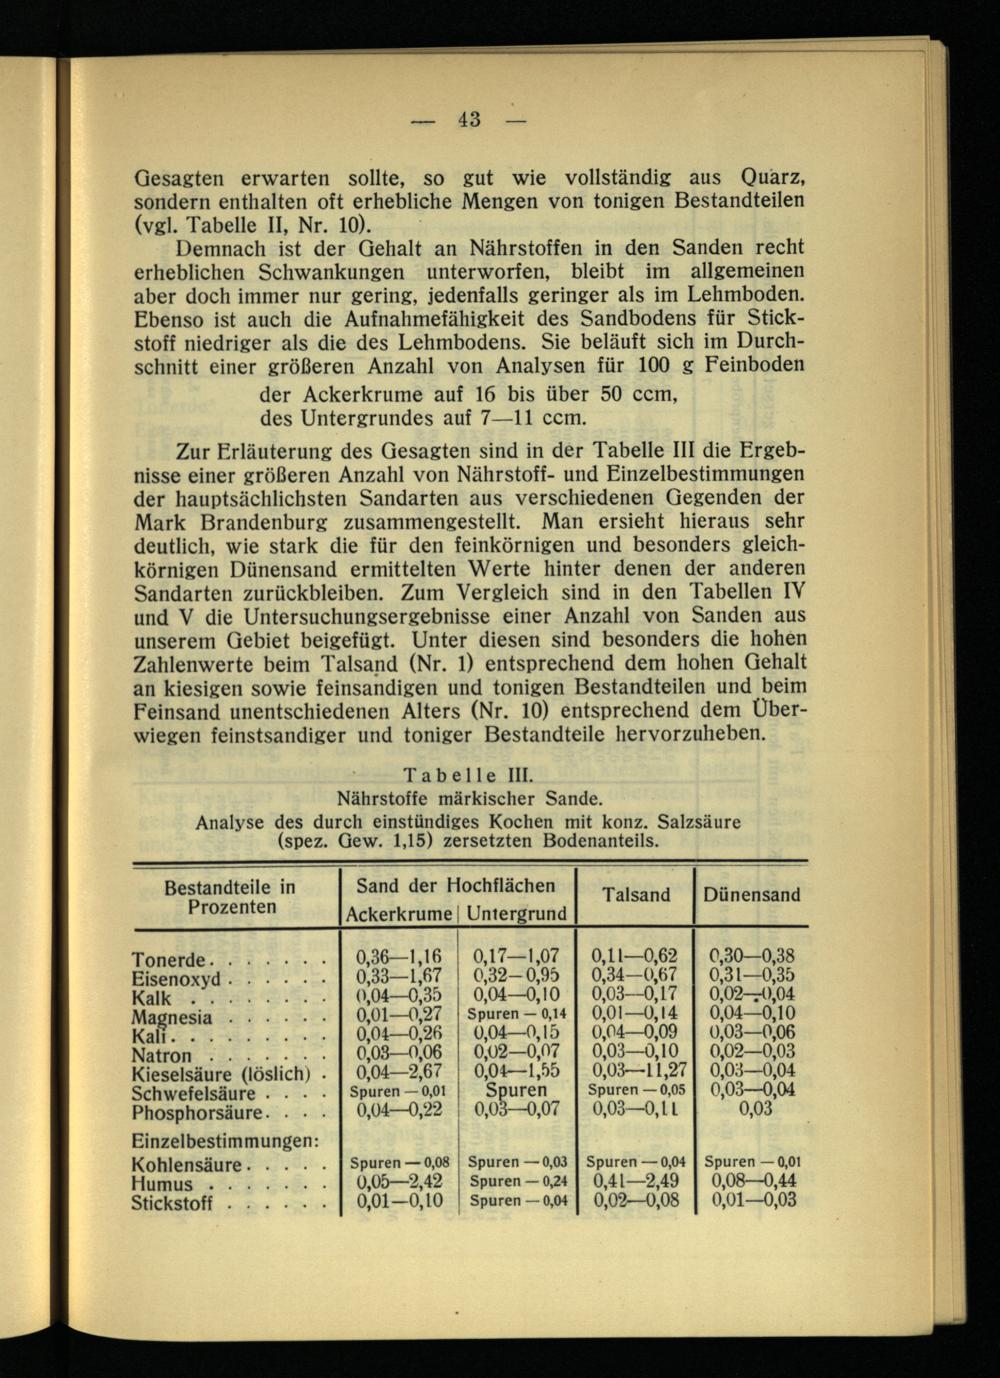 — 43 —
Gesagten erwarten sollte, so gut wie vollständig aus Quarz,
sondern enthalten oft erhebliche Mengen von tonigen Bestandteilen
(vgl. Tabelle II, Nr. 10).
Demnach ist der Gehalt an Nährstoffen in den Sanden recht
erheblichen Schwankungen unterworfen, bleibt im allgemeinen
aber doch immer nur gering, jedenfalls geringer als im Lehmboden.
Ebenso ist auch die Aufnahmefähigkeit des Sandbodens für Stick-
stoff niedriger als die des Lehmbodens. Sie beläuft sich im Durch-
schnitt einer größeren Anzahl von Analysen für 100 g Feinboden
der Ackerkrume auf 16 bis über 50 ccm,
des Untergrundes auf 7—11 ccm.
Zur Erläuterung des Gesagten sind in der Tabelle III die Ergeb-
nisse einer größeren Anzahl von Nährstoff- und Einzelbestimmungen
der hauptsächlichsten Sandarten aus verschiedenen Gegenden der
Mark Brandenburg zusammengestellt. Man ersieht hieraus sehr
deutlich, wie stark die für den feinkörnigen und besonders gleich-
körnigen Dünensand ermittelten Werte hinter denen der anderen
Sandarten zurückbleiben. Zum Vergleich sind in den Tabellen IV
und V die Untersuchungsergebnisse einer Anzahl von Sanden aus
unserem Gebiet beigefügt. Unter diesen sind besonders die hohen
Zahlenwerte beim Talsand (Nr. 1) entsprechend dem hohen Gehalt
an kiesigen sowie feinsandigen und tonigen Bestandteilen und beim
Feinsand unentschiedenen Alters (Nr. 10) entsprechend dem Über-
wiegen feinstsandiger und toniger Bestandteile hervorzuheben.
Tabelle III.
Nährstoffe märkischer Sande.
Analyse des durch einstündiges Kochen mit konz. Salzsäure
(spez. Gew. 1,15) zersetzten Bodenanteils.
Bestandteile in Prozenten | Sand der Hochflächen | Talsand | Dünensand
Ackerkrume | Untergrund
Tonerde . . . . . . . 0,36—1,16 0,17—1,07 0,11—0,62 0,30—0,38
Eisenoxyd . . . . . . 0,33—1,67 0,32—0,95 0,34—0,67 0,31—0,35
Kalk . . . . . . . . 0,04—0,35 0,04—0,10 0,03—0,17 0,02—0,04
Magnesia . . . . . . 0,01—0,27 Spuren — 0,14 0,01—0,14 0,04—0,10
Kali . . . . . . . . . 0,04—0,26 0,04—0,15 0,04—0,09 0,03—0,06
Natron . . . . . . . 0,03—0,06 0,02—0,07 0,03—0,10 0,02—0,03
Kieselsäure (löslich) . 0,04—2,67 0,04—1,55 0,03—11,27 0,03—0,04
Schwefelsäure . . . . Spuren — 0,01 Spuren Spuren — 0,05 0,03—0,04
Phosphorsäure . . . . 0,04—0,22 0,03—0,07 0,03—0,11 0,03
Einzelbestimmungen:
Kohlensäure . . . . . Spuren — 0,08 Spuren — 0,03 Spuren — 0,04 Spuren — 0,01
Humus . . . . . . . 0,05—2,42 Spuren — 0,24 0,41—2,49 0,08—0,44
Stickstoff . . . . . . 0,01—0,10 Spuren — 0,04 0,02—0,08 0,01—0,03